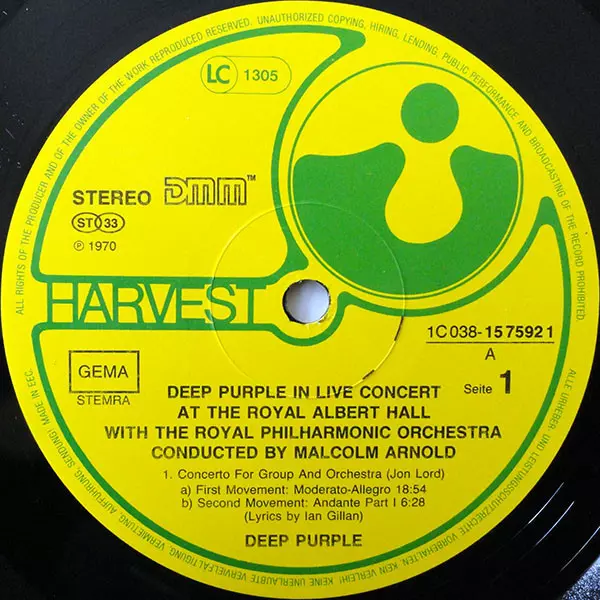 ALL RIGHTS OF THE PRODUCER AND OF THE OWNER OF THE WORK REPRODUCED RESERVED. UNAUTHORIZED COPYING, HIRING, LENDING, PUBLIC PERFORMANCE AND BROADCASTING OF THE RECORD PROHIBITED.
LC 1305
STEREO DMM™
ST 33
℗ 1970
HARVEST
1C 038-15 7592 1
A
Seite 1
GEMA
STEMRA
DEEP PURPLE IN LIVE CONCERT
AT THE ROYAL ALBERT HALL
WITH THE ROYAL PHILHARMONIC ORCHESTRA
CONDUCTED BY MALCOLM ARNOLD
1. Concerto For Group And Orchestra (Jon Lord)
a) First Movement: Moderato-Allegro 18:54
b) Second Movement: Andante Part I 6:28
(Lyrics by Ian Gillan)
DEEP PURPLE
ALLE URHEBER- UND LEISTUNGSSCHUTZRECHTE VORBEHALTEN. KEIN VERLEIH! KEINE UNERLAUBTE VERVIELFÄLTIGUNG, VERMIETUNG, AUFFÜHRUNG, SENDUNG. MADE IN EEC.